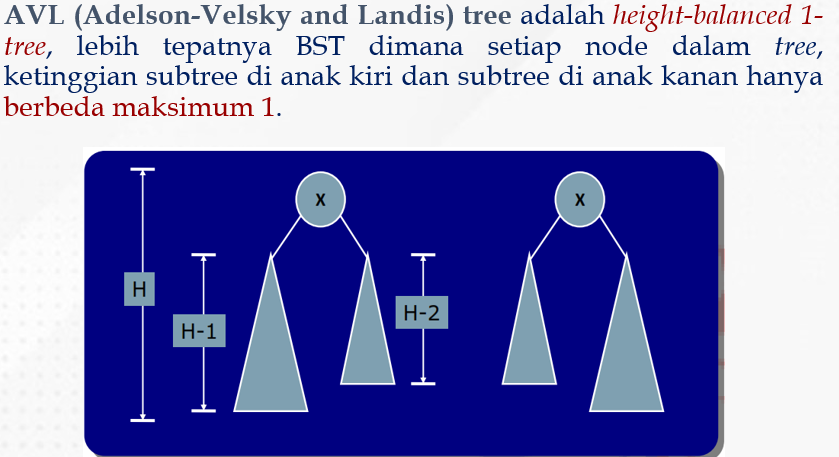 AVL (Adelson-Velsky and Landis) tree adalah height-balanced 1-
tree, lebih tepatnya BST dimana setiap node dalam tree,
ketinggian subtree di anak kiri dan subtree di anak kanan hanya
berbeda maksimum 1.
X
X
H
H-1
H-2